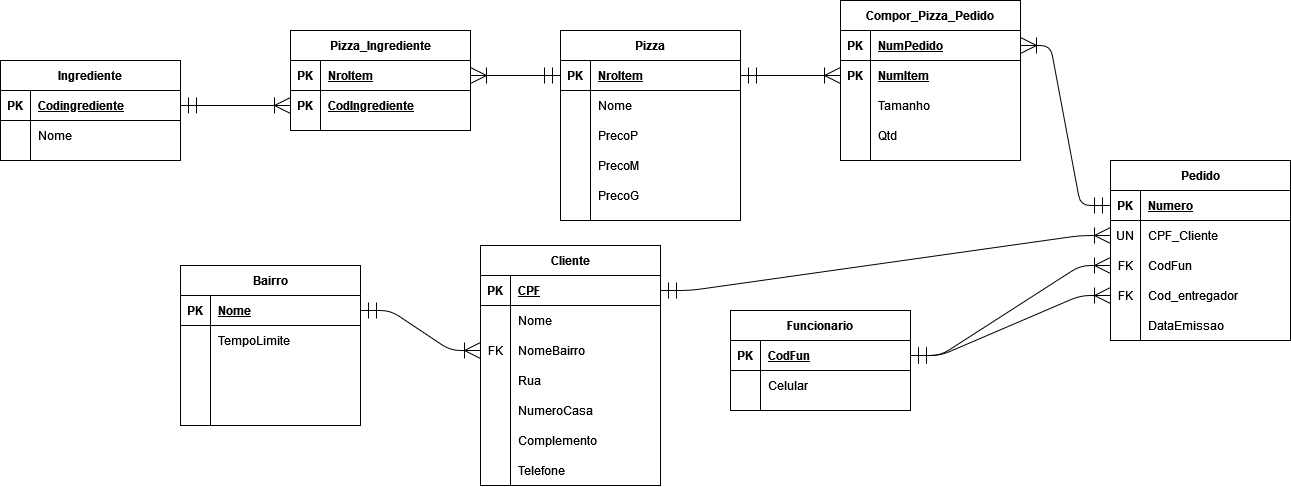 Ingrediente
PK Codingrediente
Nome
Pizza_Ingrediente
PK NroItem
PK CodIngrediente
Pizza
PK NroItem
Nome
PrecoP
PrecoM
PrecoG
Compor_Pizza_Pedido
PK NumPedido
PK NumItem
Tamanho
Qtd
Pedido
PK Numero
UN CPF_Cliente
FK CodFun
FK Cod_entregador
DataEmissao
Bairro
PK Nome
TempoLimite
Cliente
PK CPF
Nome
FK NomeBairro
Rua
NumeroCasa
Complemento
Telefone
Funcionario
PK CodFun
Celular